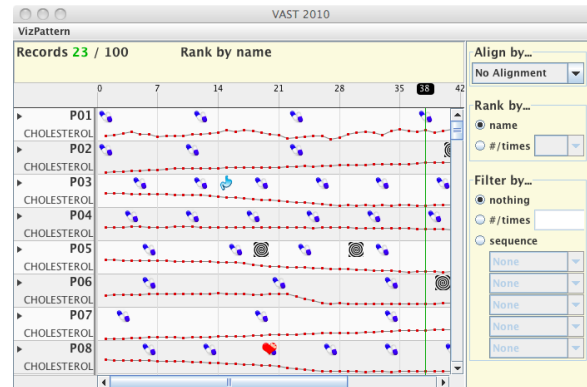 VAST 2010
VizPattern
Records 23 / 100 Rank by name
0 7 14 21 28 35 38 42
P01
CHOLESTEROL
P02
CHOLESTEROL
P03
CHOLESTEROL
P04
CHOLESTEROL
P05
CHOLESTEROL
P06
CHOLESTEROL
P07
CHOLESTEROL
P08
CHOLESTEROL
Align by...
No Alignment
Rank by...
name
#/times
Filter by...
nothing
#/times
sequence
None
None
None
None
None